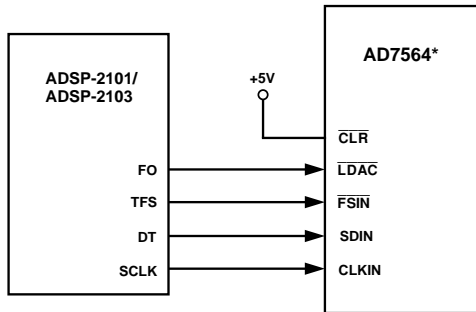 ADSP-2101/
ADSP-2103
FO
TFS
DT
SCLK
+5V
AD7564*
CLR
LDAC
FSIN
SDIN
CLKIN